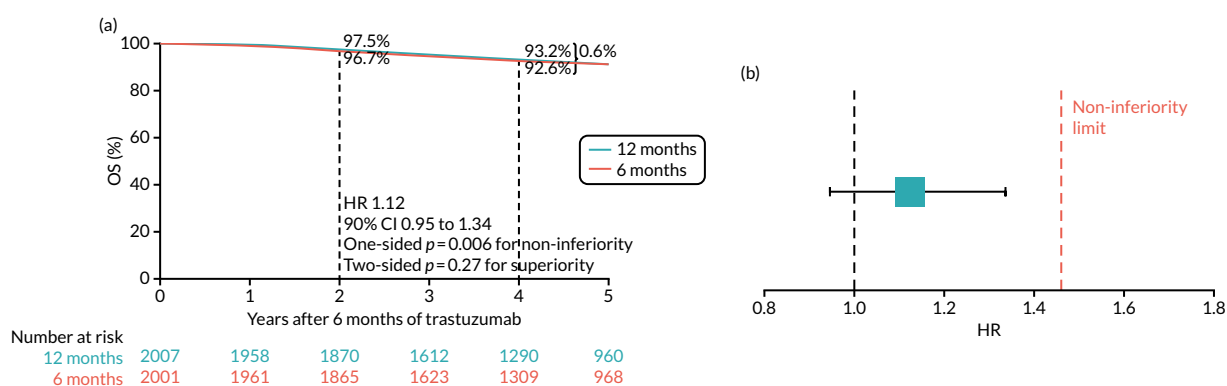 (a)
100
80
60
40
20
0
OS (%)
97.5%
96.7%
93.2%
92.6%
0.6%
12 months
6 months
HR 1.12
90% CI 0.95 to 1.34
One-sided p = 0.006 for non-inferiority
Two-sided p = 0.27 for superiority
0 1 2 3 4 5
Years after 6 months of trastuzumab
Number at risk
12 months 2007 1958 1870 1612 1290 960
6 months 2001 1961 1865 1623 1309 968
(b)
Non-inferiority
limit
0.8 1.0 1.2 1.4 1.6 1.8
HR